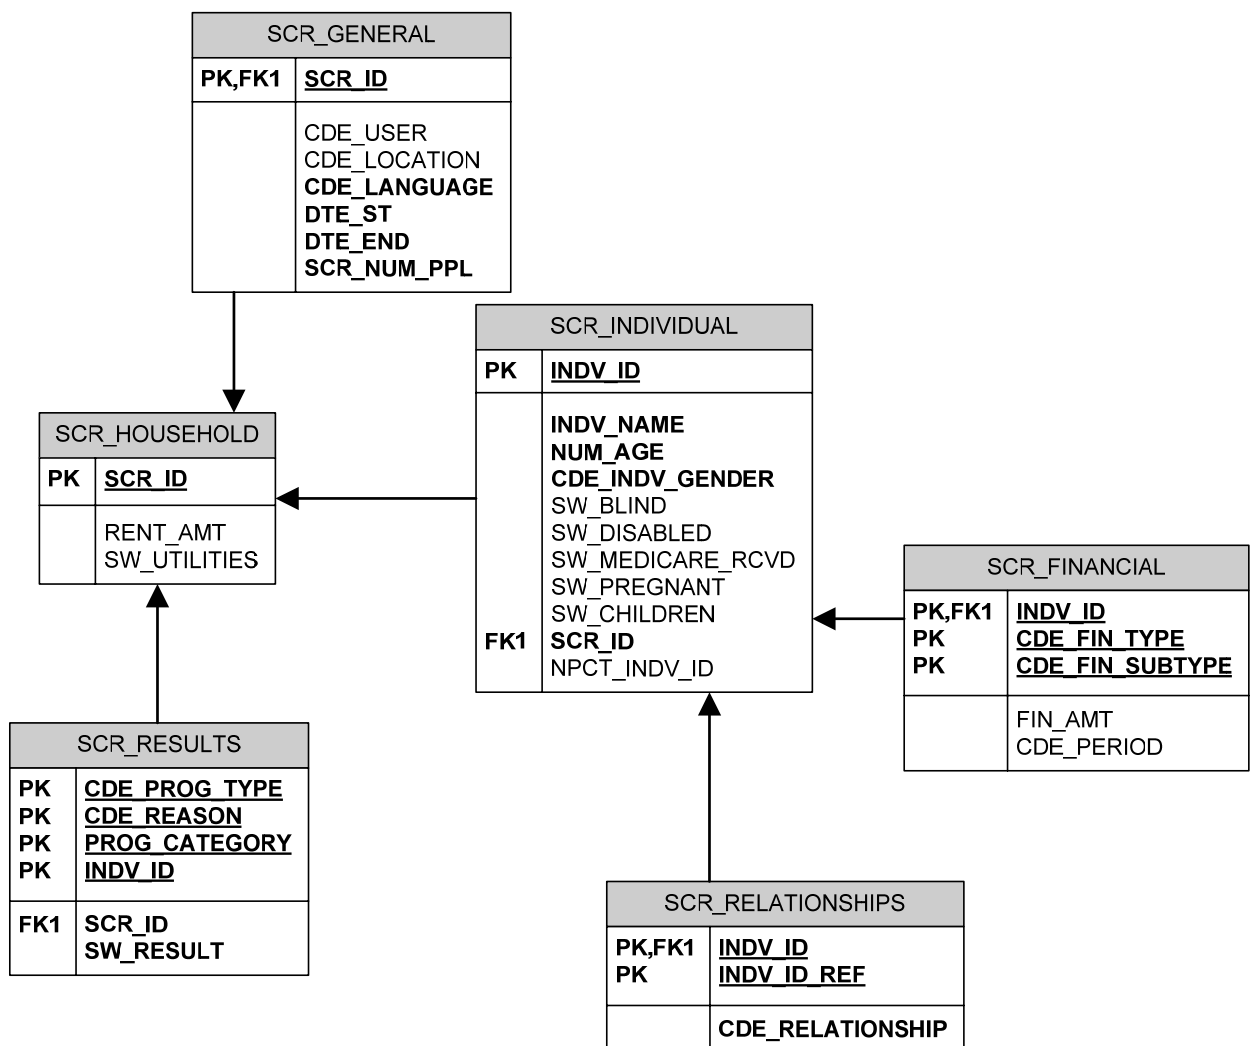 SCR_GENERAL
PK,FK1 SCR_ID
CDE_USER
CDE_LOCATION
CDE_LANGUAGE
DTE_ST
DTE_END
SCR_NUM_PPL
SCR_INDIVIDUAL
PK INDV_ID
INDV_NAME
NUM_AGE
CDE_INDV_GENDER
SW_BLIND
SW_DISABLED
SW_MEDICARE_RCVD
SW_PREGNANT
SW_CHILDREN
FK1 SCR_ID
NPCT_INDV_ID
SCR_HOUSEHOLD
PK SCR_ID
RENT_AMT
SW_UTILITIES
SCR_FINANCIAL
PK,FK1 INDV_ID
PK CDE_FIN_TYPE
PK CDE_FIN_SUBTYPE
FIN_AMT
CDE_PERIOD
SCR_RESULTS
PK CDE_PROG_TYPE
PK CDE_REASON
PK PROG_CATEGORY
PK INDV_ID
FK1 SCR_ID
SW_RESULT
SCR_RELATIONSHIPS
PK,FK1 INDV_ID
PK INDV_ID_REF
CDE_RELATIONSHIP